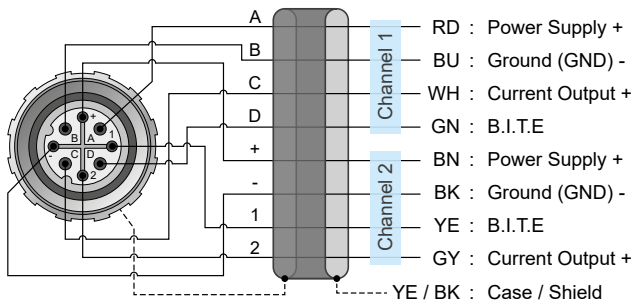 A RD : Power Supply +
B BU : Ground (GND) -
C WH : Current Output +
D GN : B.I.T.E
Channel 1
+ BN : Power Supply +
- BK : Ground (GND) -
1 YE : B.I.T.E
2 GY : Current Output +
Channel 2
YE / BK : Case / Shield
+
B A 1
-
C D
2